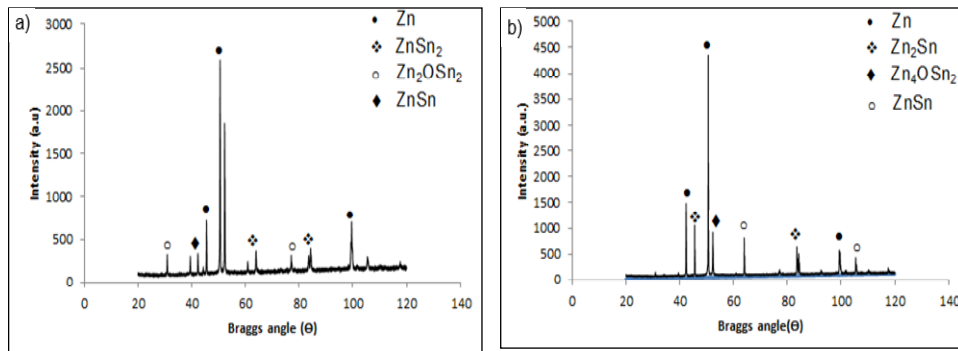 a)
Zn
ZnSn2
Zn2OSn2
ZnSn
3000
2500
2000
1500
1000
500
0
Intensity (a.u)
0 20 40 60 80 100 120 140
Braggs angle (Θ)
b)
Zn
Zn2Sn
Zn4OSn2
ZnSn
5000
4500
4000
3500
3000
2500
2000
1500
1000
500
0
Intensity (a.u.)
0 20 40 60 80 100 120 140
Braggs angle(Θ)